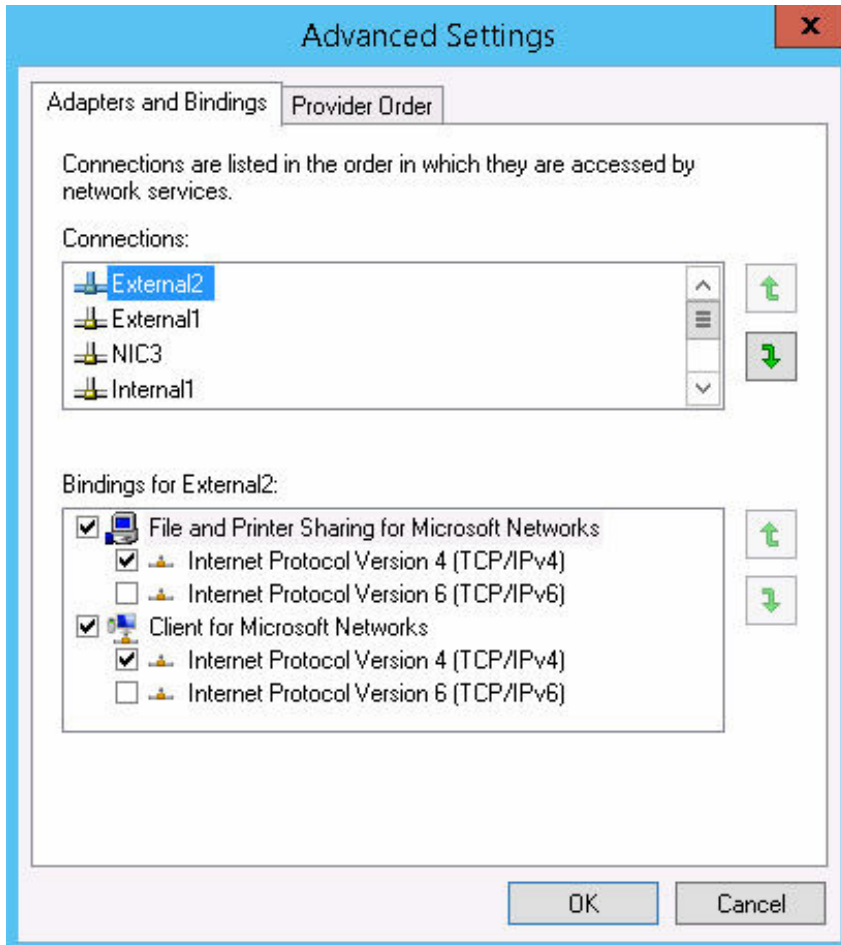 Advanced Settings
x
Adapters and Bindings
Provider Order
Connections are listed in the order in which they are accessed by
network services.
Connections:
External2
External1
NIC3
Internal1
Bindings for External2:
File and Printer Sharing for Microsoft Networks
Internet Protocol Version 4 (TCP/IPv4)
Internet Protocol Version 6 (TCP/IPv6)
Client for Microsoft Networks
Internet Protocol Version 4 (TCP/IPv4)
Internet Protocol Version 6 (TCP/IPv6)
OK
Cancel